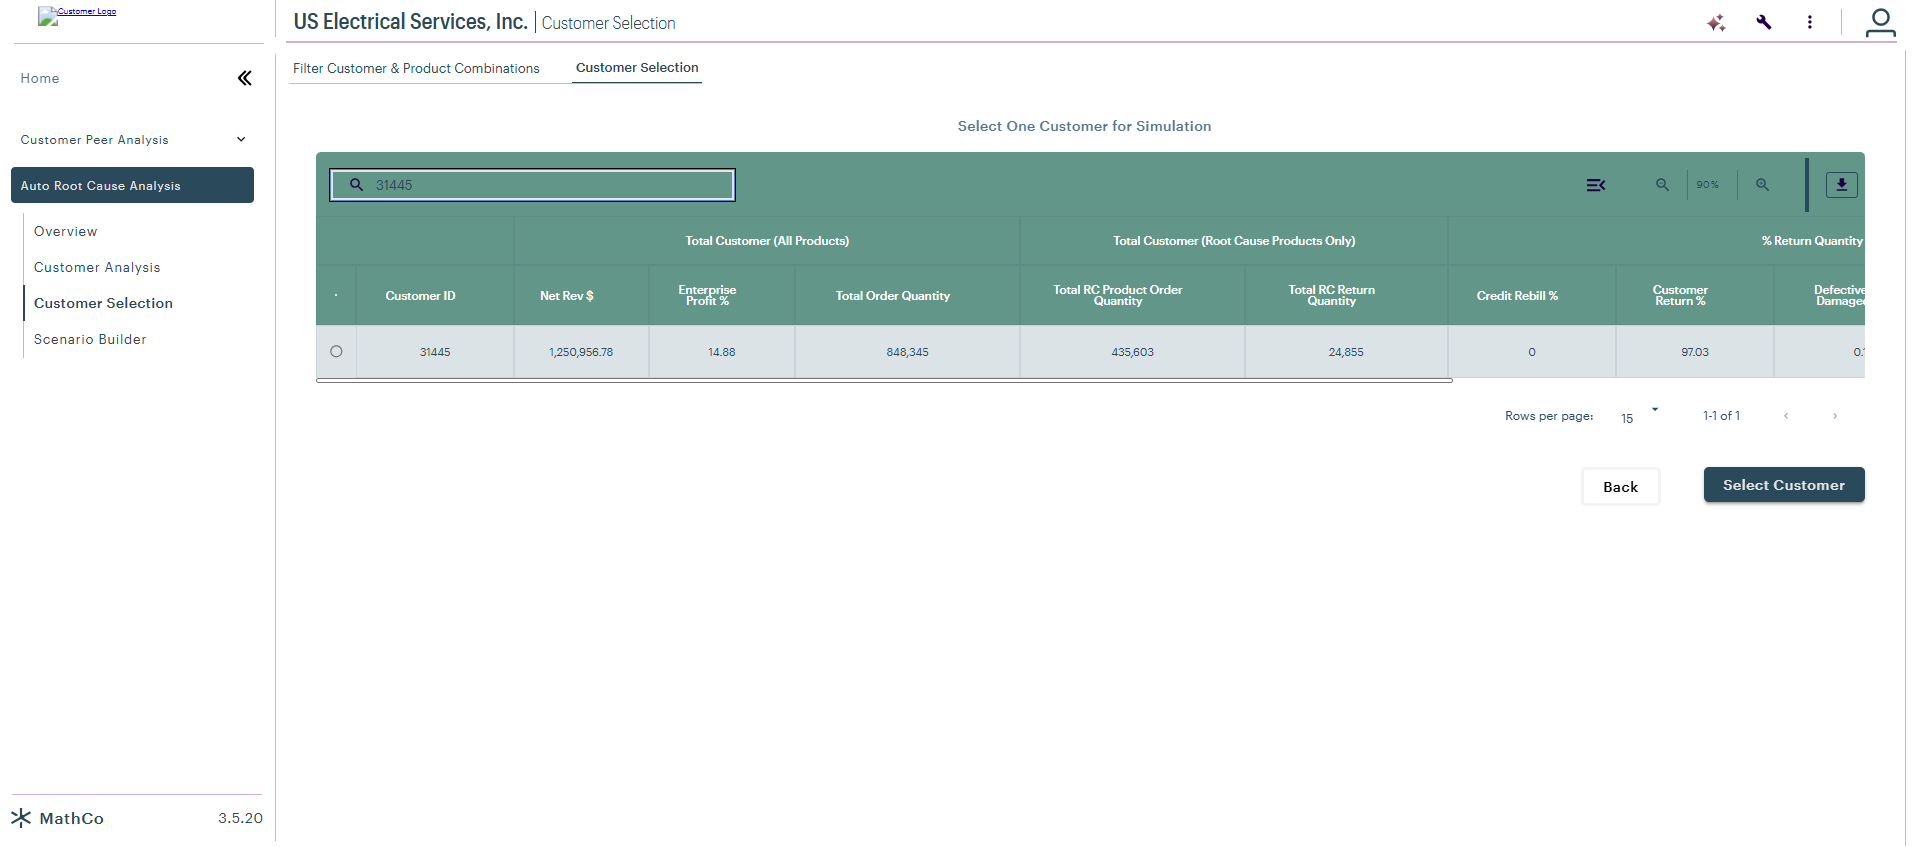 Customer Logo
US Electrical Services, Inc. | Customer Selection
Home
Filter Customer & Product Combinations
Customer Selection
Customer Peer Analysis
Auto Root Cause Analysis
Overview
Customer Analysis
Customer Selection
Scenario Builder
Select One Customer for Simulation
31445
90%
Total Customer (All Products)
Total Customer (Root Cause Products Only)
% Return Quantity
Customer ID
Net Rev $
Enterprise
Profit %
Total Order Quantity
Total RC Product Order
Quantity
Total RC Return
Quantity
Credit Rebill %
Customer
Return %
Defective
Damaged
31445
1,250,956.78
14.88
848,345
435,603
24,855
0
97.03
Rows per page:
15
1-1 of 1
Back
Select Customer
MathCo
3.5.20